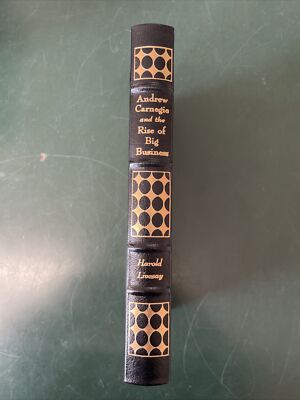 Andrew
Carnegie
and the
Rise of
Big
Business
Harold
Livesay